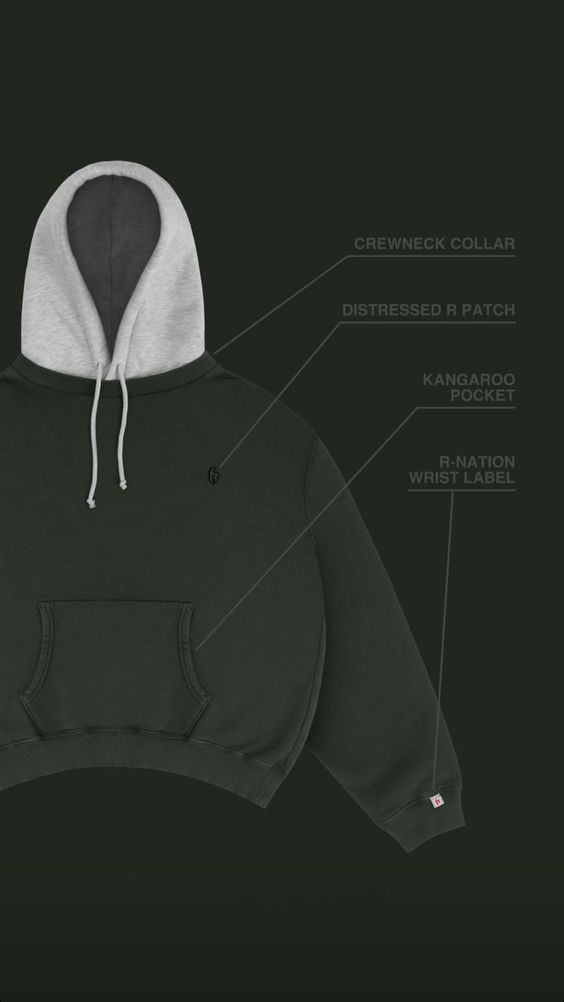 CREWNECK COLLAR
DISTRESSED R PATCH
KANGAROO
POCKET
R-NATION
WRIST LABEL